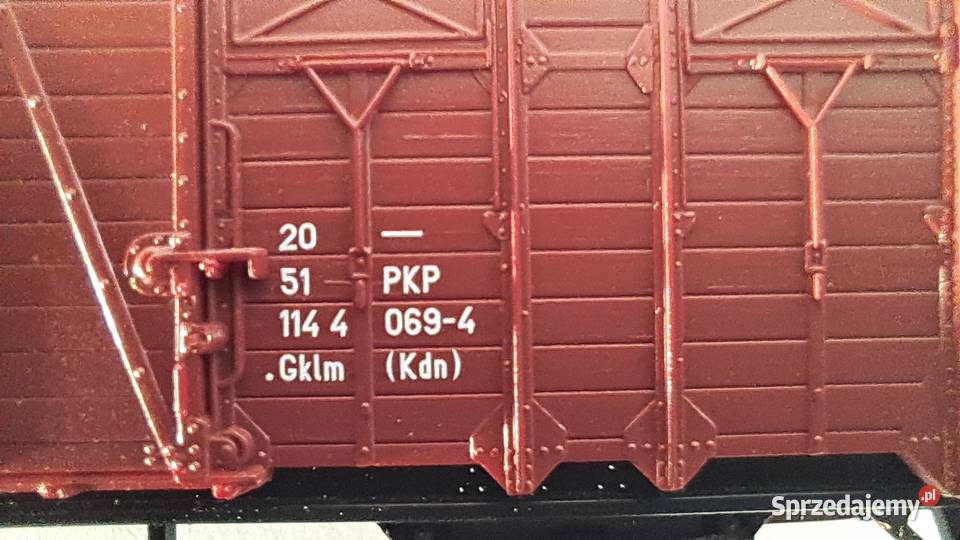 20 —
51 PKP
114 4 069-4
.Gklm (Kdn)
Sprzedajemy.pl